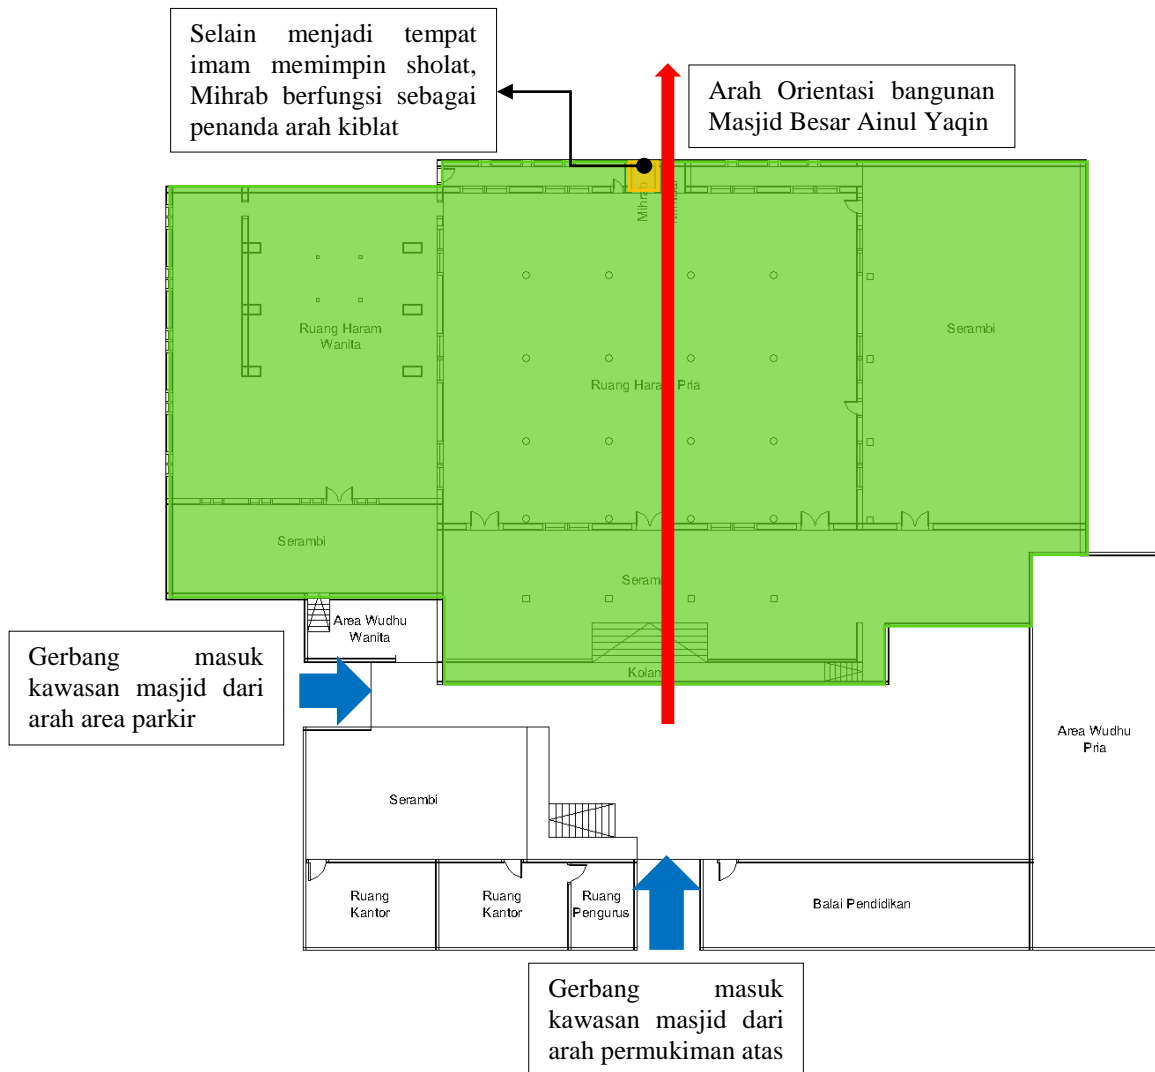 Selain menjadi tempat
imam memimpin sholat,
Mihrab berfungsi sebagai
penanda arah kiblat
Arah Orientasi bangunan
Masjid Besar Ainul Yaqin
Mihrab
Ruang Haram
Wanita
Ruang Haram Pria
Serambi
Serambi
Serambi
Area Wudhu
Wanita
Kolam
Gerbang masuk
kawasan masjid dari
arah area parkir
Area Wudhu
Pria
Serambi
Ruang
Kantor
Ruang
Kantor
Ruang
Pengurus
Balai Pendidikan
Gerbang masuk
kawasan masjid dari
arah permukiman atas